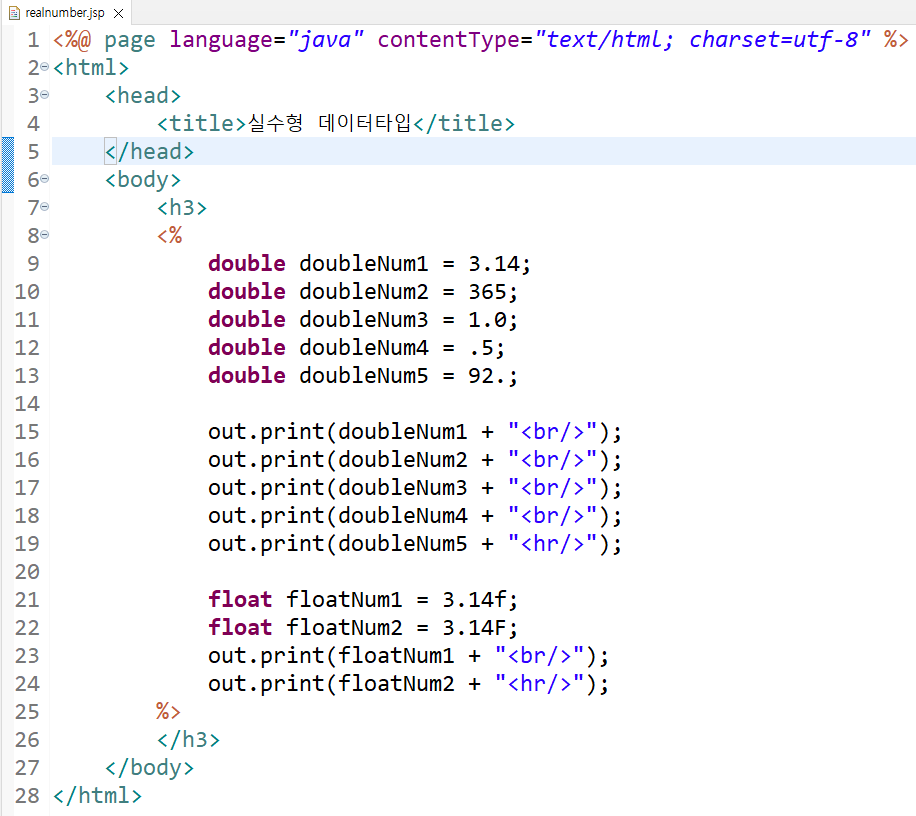 realnumber.jsp
1 <%@ page language="java" contentType="text/html; charset=utf-8" %>
2 <html>
3     <head>
4         <title>실수형 데이터타입</title>
5     </head>
6     <body>
7         <h3>
8         <%
9             double doubleNum1 = 3.14;
10             double doubleNum2 = 365;
11             double doubleNum3 = 1.0;
12             double doubleNum4 = .5;
13             double doubleNum5 = 92.;
14
15             out.print(doubleNum1 + "<br/>");
16             out.print(doubleNum2 + "<br/>");
17             out.print(doubleNum3 + "<br/>");
18             out.print(doubleNum4 + "<br/>");
19             out.print(doubleNum5 + "<hr/>");
20
21             float floatNum1 = 3.14f;
22             float floatNum2 = 3.14F;
23             out.print(floatNum1 + "<br/>");
24             out.print(floatNum2 + "<hr/>");
25         %>
26         </h3>
27     </body>
28 </html>